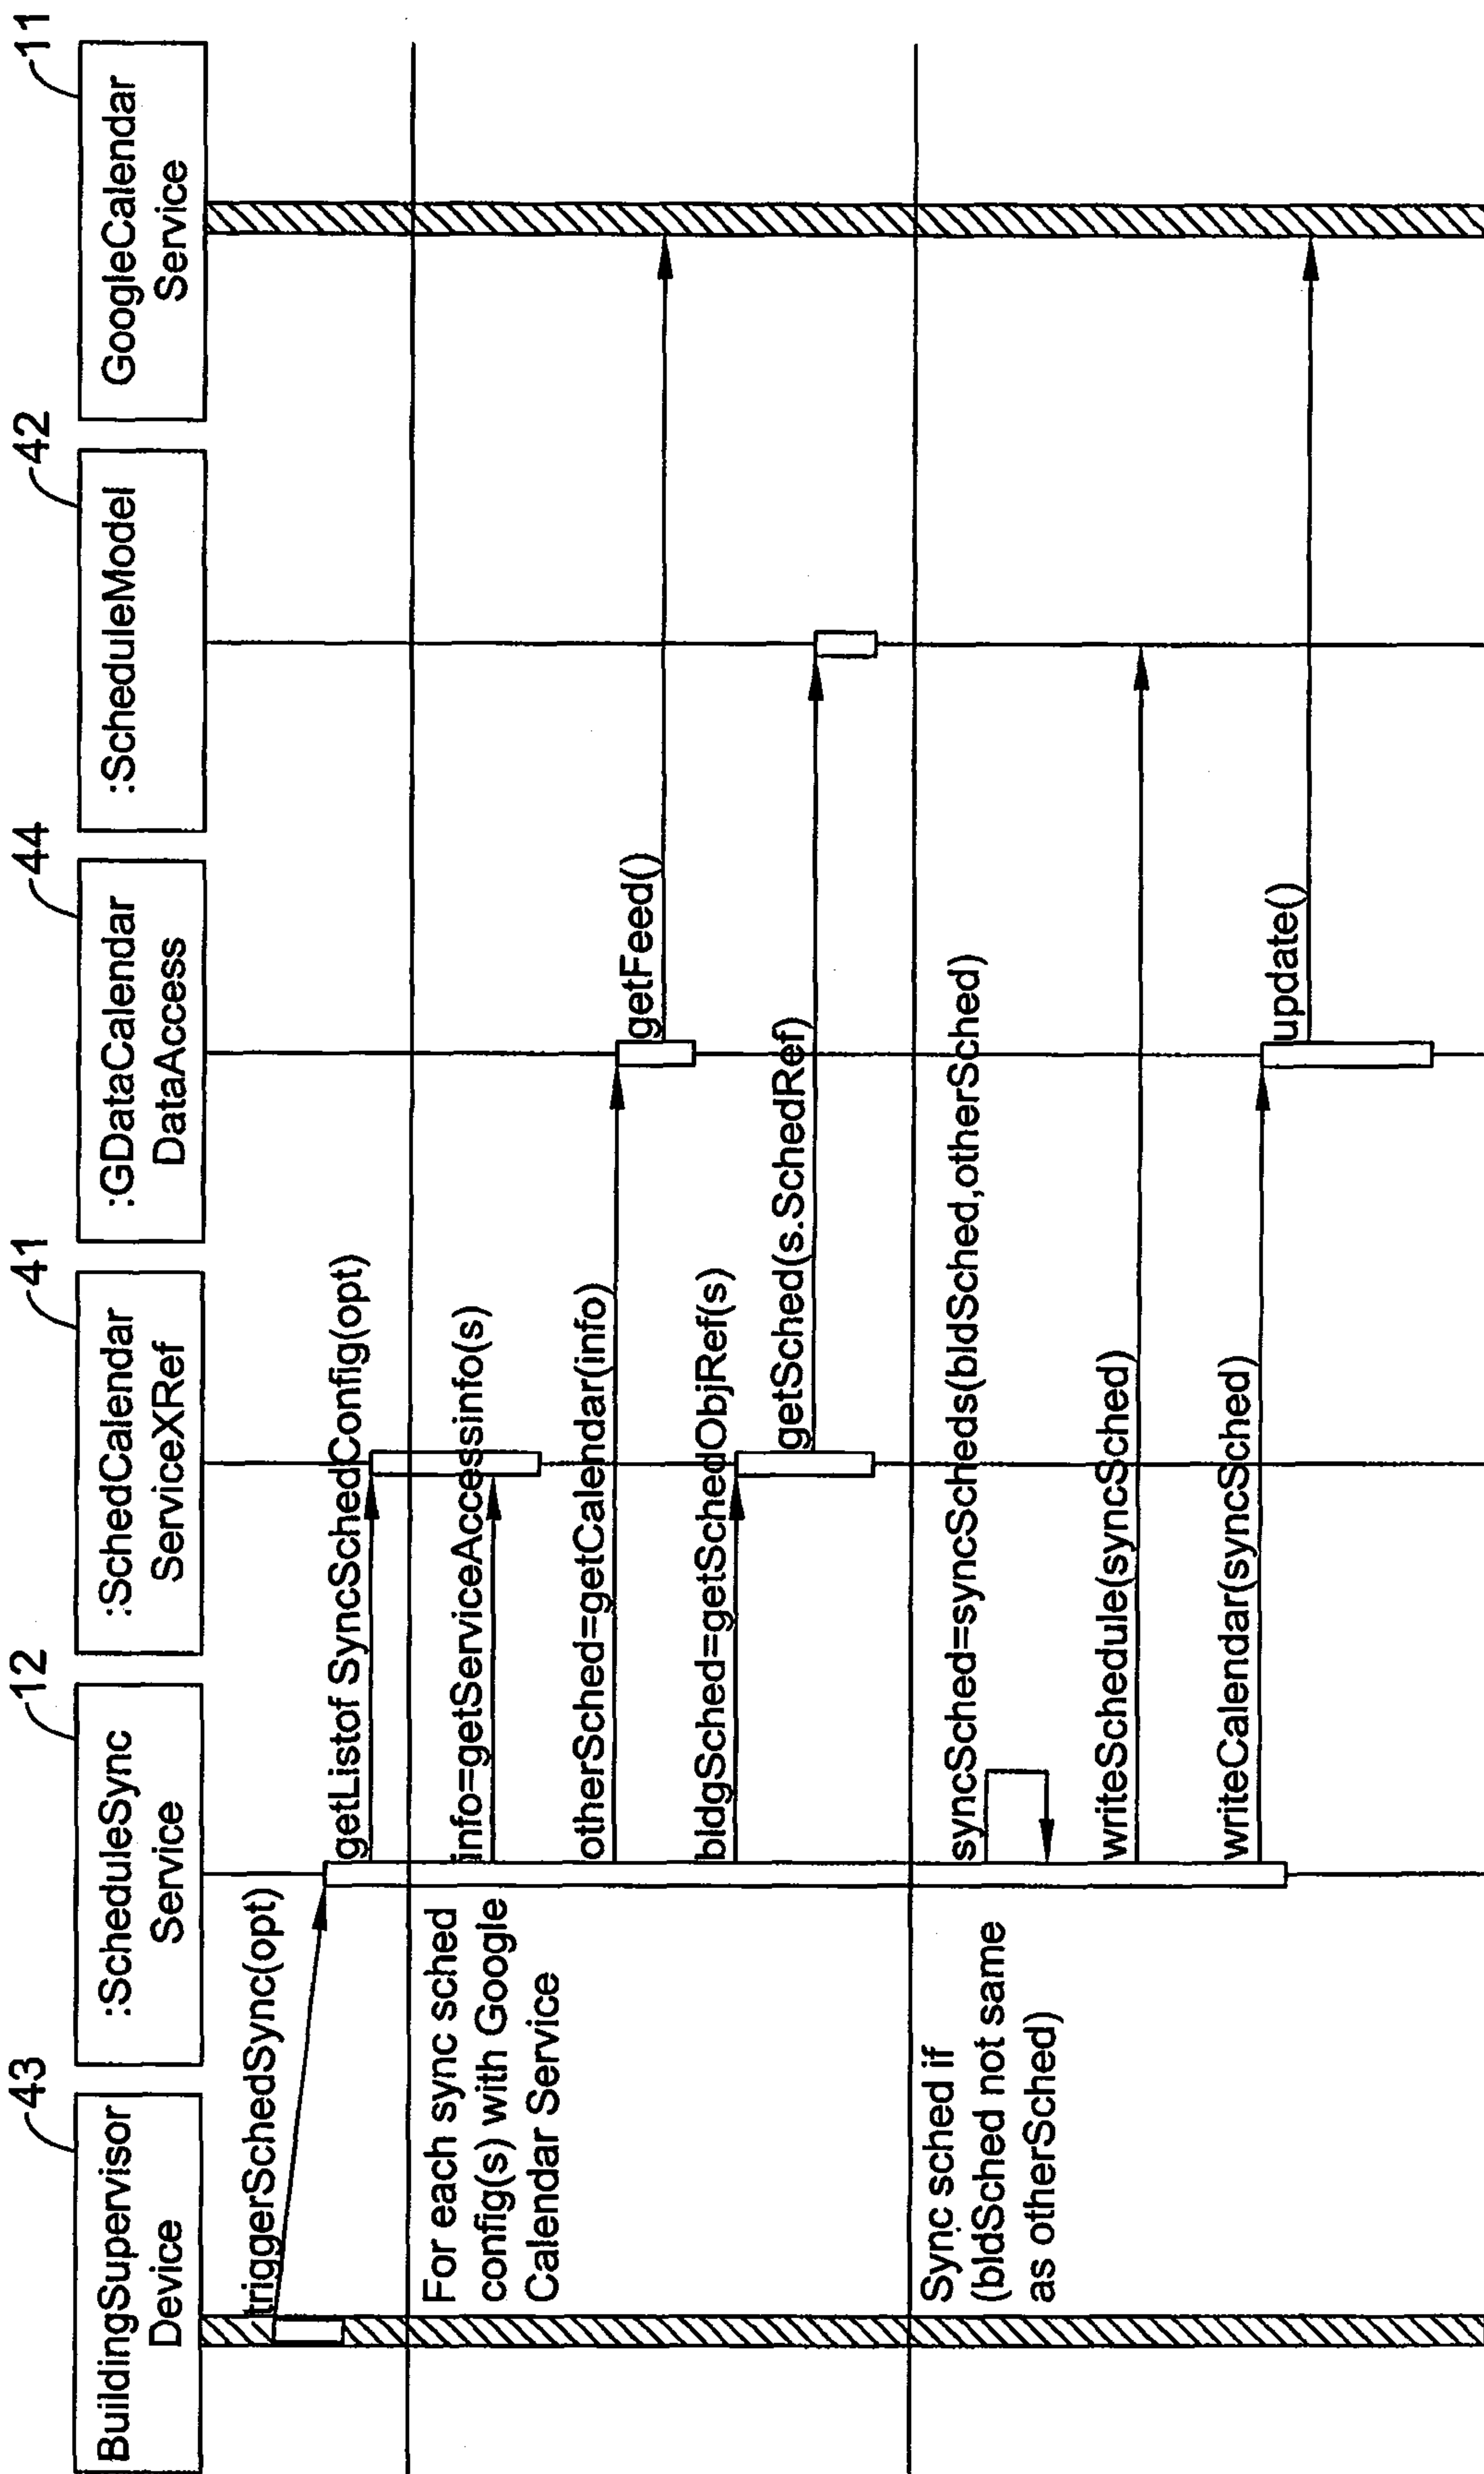 43
BuildingSupervisor
Device
12
:ScheduleSync
Service
41
:SchedCalendar
ServiceXRef
44
:GDataCalendar
DataAccess
42
:ScheduleModel
11
GoogleCalendar
Service
triggerSchedSync(opt)
getListof SyncSchedConfig(opt)
For each sync sched
config(s) with Google
Calendar Service
info=getServiceAccessinfo(s)
otherSched=getCalendar(info)
getFeed()
bldgSched=getSchedObjRef(s)
getSched(s.SchedRef)
Sync sched if
(bldSched not same
as otherSched)
syncSched=syncScheds(bldSched,otherSched)
writeSchedule(syncSched)
writeCalendar(syncSched)
update()